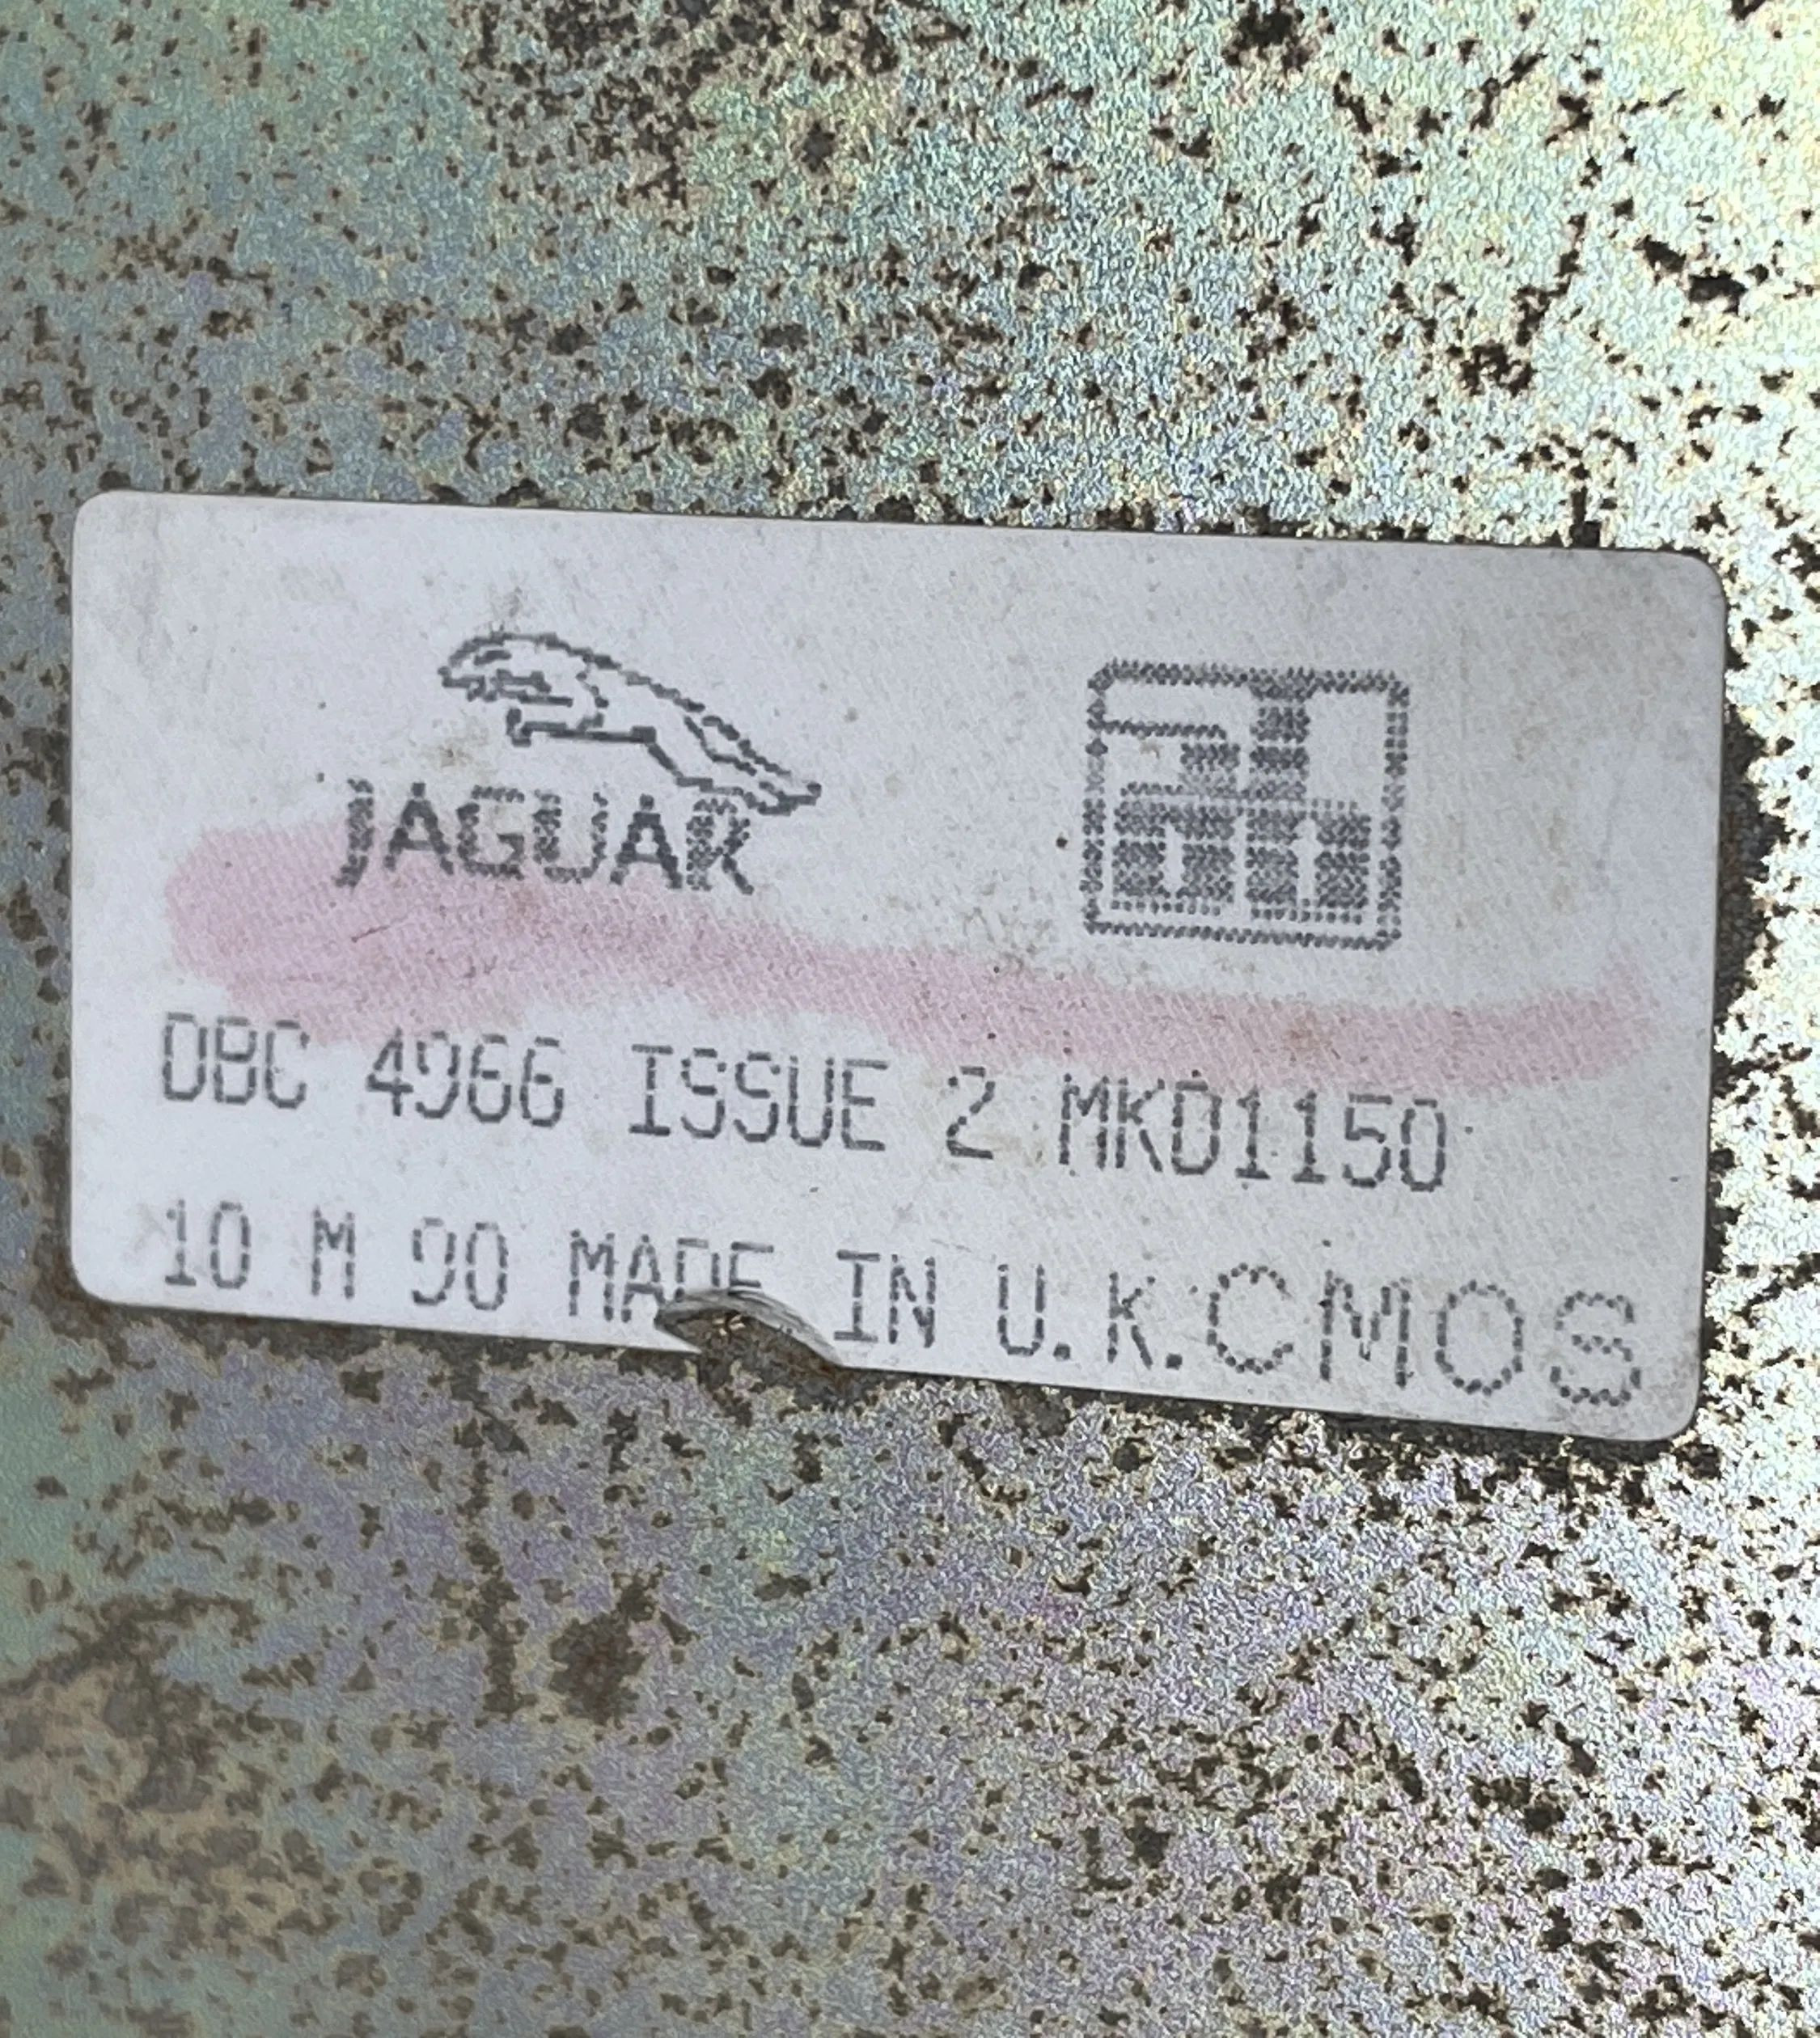 JAGUAR
DBC 4966 ISSUE 2 MKD1150
10 M 90 MADE IN U.K.CMOS